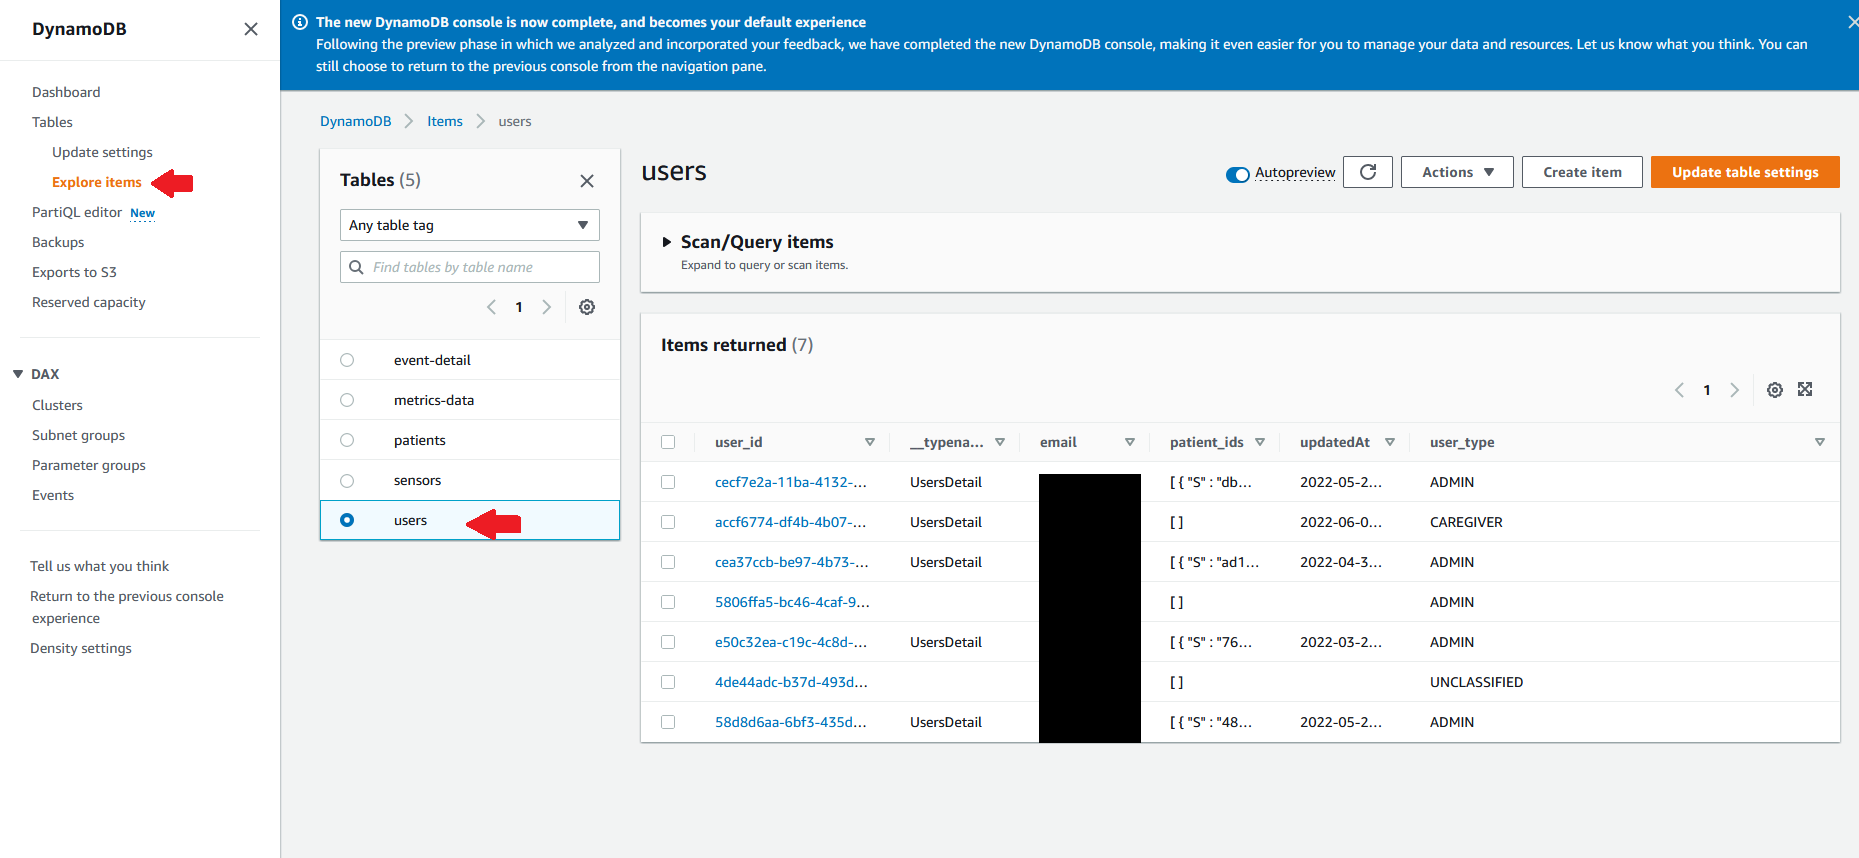 DynamoDB
Dashboard
Tables
Update settings
Explore items
PartiQL editor New
Backups
Exports to S3
Reserved capacity
DAX
Clusters
Subnet groups
Parameter groups
Events
Tell us what you think
Return to the previous console
experience
Density settings
The new DynamoDB console is now complete, and becomes your default experience
Following the preview phase in which we analyzed and incorporated your feedback, we have completed the new DynamoDB console, making it even easier for you to manage your data and resources. Let us know what you think. You can
still choose to return to the previous console from the navigation pane.
DynamoDB Items users
Tables (5)
Any table tag
Find tables by table name
1
event-detail
metrics-data
patients
sensors
users
users
Autopreview
Actions
Create item
Update table settings
Scan/Query items
Expand to query or scan items.
Items returned (7)
1
user_id __typena... email patient_ids updatedAt user_type
cecf7e2a-11ba-4132-... UsersDetail [ { "S" : "db... 2022-05-2... ADMIN
accf6774-df4b-4b07-... UsersDetail [ ] 2022-06-0... CAREGIVER
cea37ccb-be97-4b73-... UsersDetail [ { "S" : "ad1... 2022-04-3... ADMIN
5806ffa5-bc46-4caf-9... [ ] ADMIN
e50c32ea-c19c-4c8d-... UsersDetail [ { "S" : "76... 2022-03-2... ADMIN
4de44adc-b37d-493d... [ ] UNCLASSIFIED
58d8d6aa-6bf3-435d... UsersDetail [ { "S" : "48... 2022-05-2... ADMIN